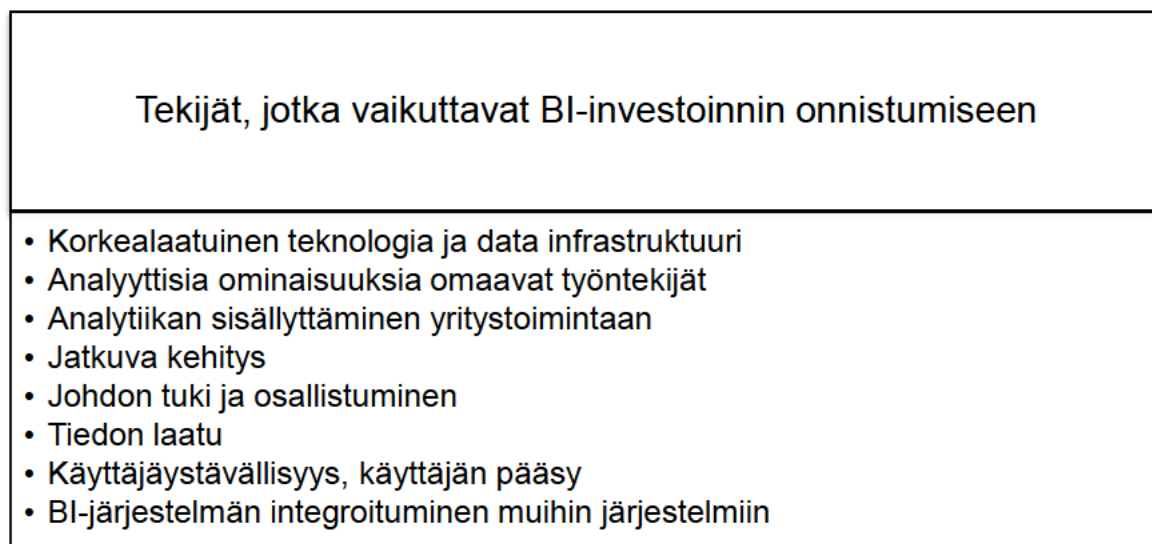 Tekijät, jotka vaikuttavat BI-investoinnin onnistumiseen
• Korkealaatuinen teknologia ja data infrastruktuuri
• Analyyttisia ominaisuuksia omaavat työntekijät
• Analytiikan sisällyttäminen yritystoimintaan
• Jatkuva kehitys
• Johdon tuki ja osallistuminen
• Tiedon laatu
• Käyttäjäystävällisyys, käyttäjän pääsy
• BI-järjestelmän integroituminen muihin järjestelmiin